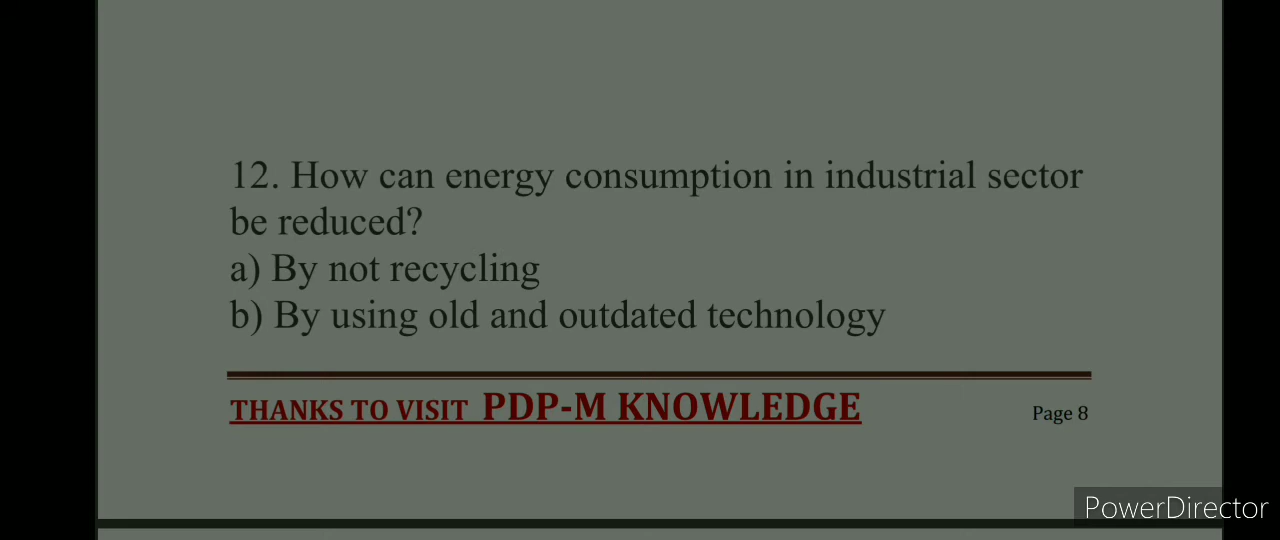 12. How can energy consumption in industrial sector
be reduced?
a) By not recycling
b) By using old and outdated technology
THANKS TO VISIT PDP-M KNOWLEDGE Page 8
PowerDirector